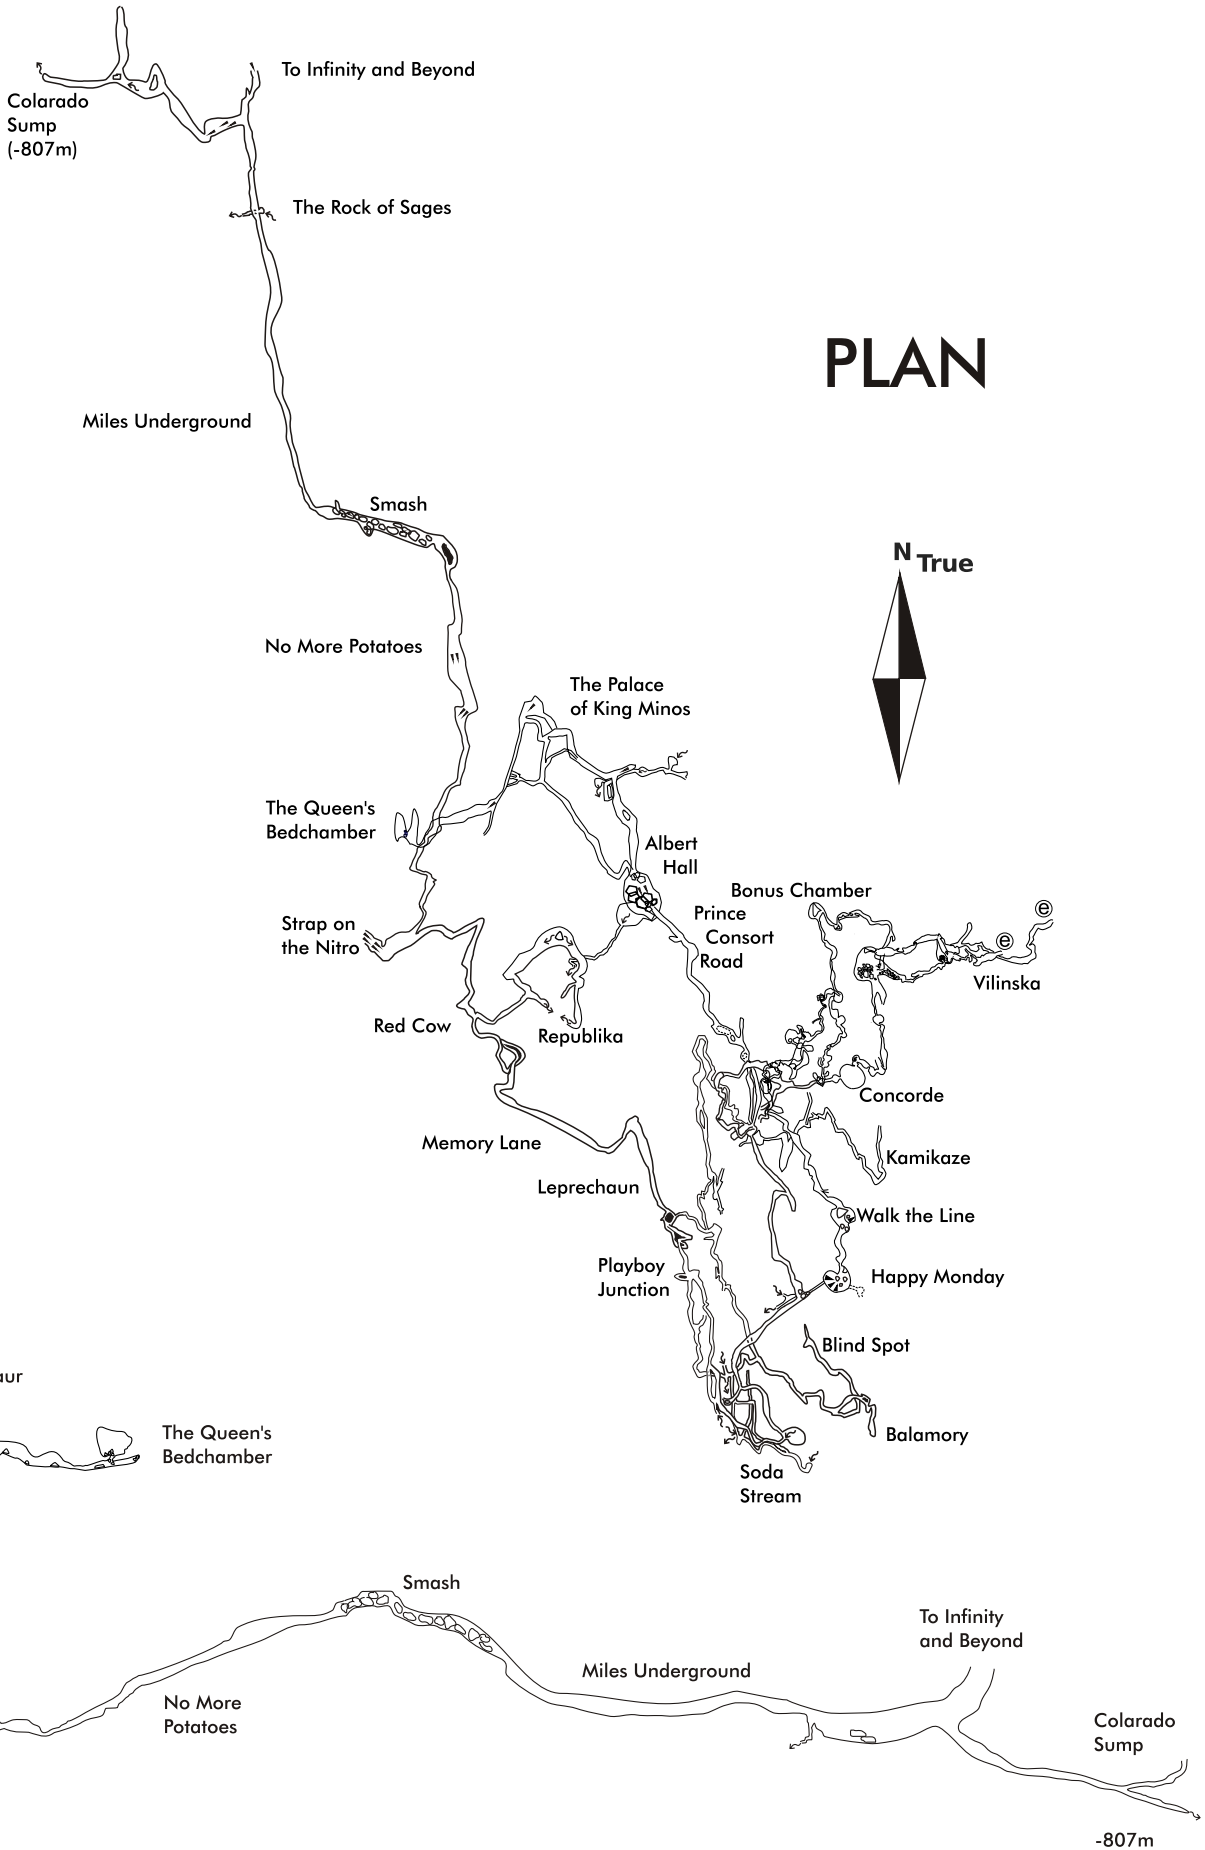 To Infinity and Beyond
Colarado
Sump
(-807m)
The Rock of Sages
PLAN
Miles Underground
Smash
N True
No More Potatoes
The Palace
of King Minos
The Queen's
Bedchamber
Albert
Hall
Bonus Chamber
Prince
Consort
Road
e
e
Strap on
the Nitro
Vilinska
Red Cow
Republika
Concorde
Memory Lane
Kamikaze
Leprechaun
Walk the Line
Playboy
Junction
Happy Monday
Blind Spot
aur
Balamory
The Queen's
Bedchamber
Soda
Stream
Smash
To Infinity
and Beyond
Miles Underground
No More
Potatoes
Colarado
Sump
-807m